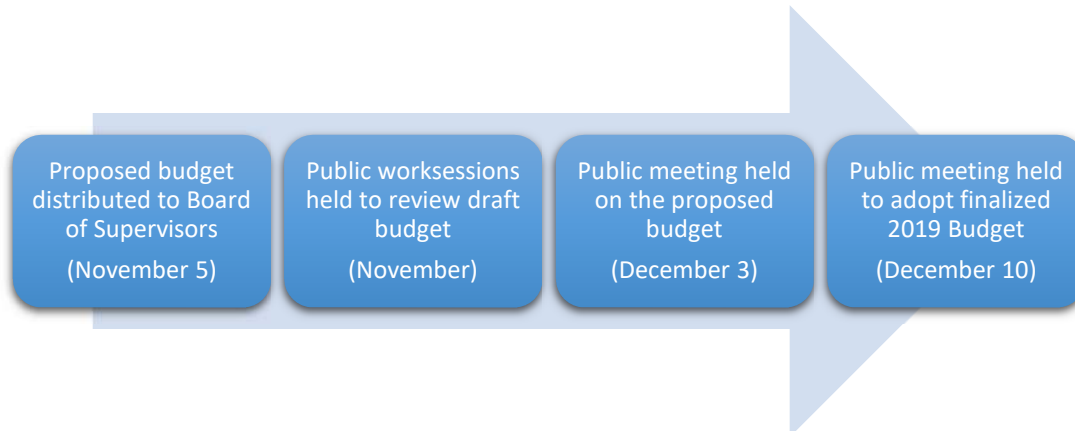 Proposed budget
distributed to Board
of Supervisors
(November 5)
Public worksessions
held to review draft
budget
(November)
Public meeting held
on the proposed
budget
(December 3)
Public meeting held
to adopt finalized
2019 Budget
(December 10)